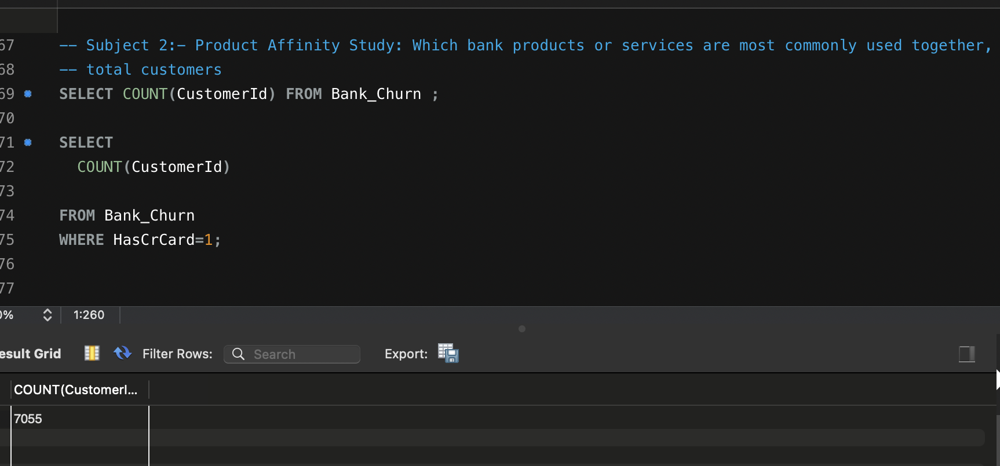 67 -- Subject 2:- Product Affinity Study: Which bank products or services are most commonly used together,
68 -- total customers
69 SELECT COUNT(CustomerId) FROM Bank_Churn ;
70
71 SELECT
72 COUNT(CustomerId)
73
74 FROM Bank_Churn
75 WHERE HasCrCard=1;
76
77
0% 1:260
esult Grid Filter Rows: Search Export:
COUNT(CustomerI...
7055